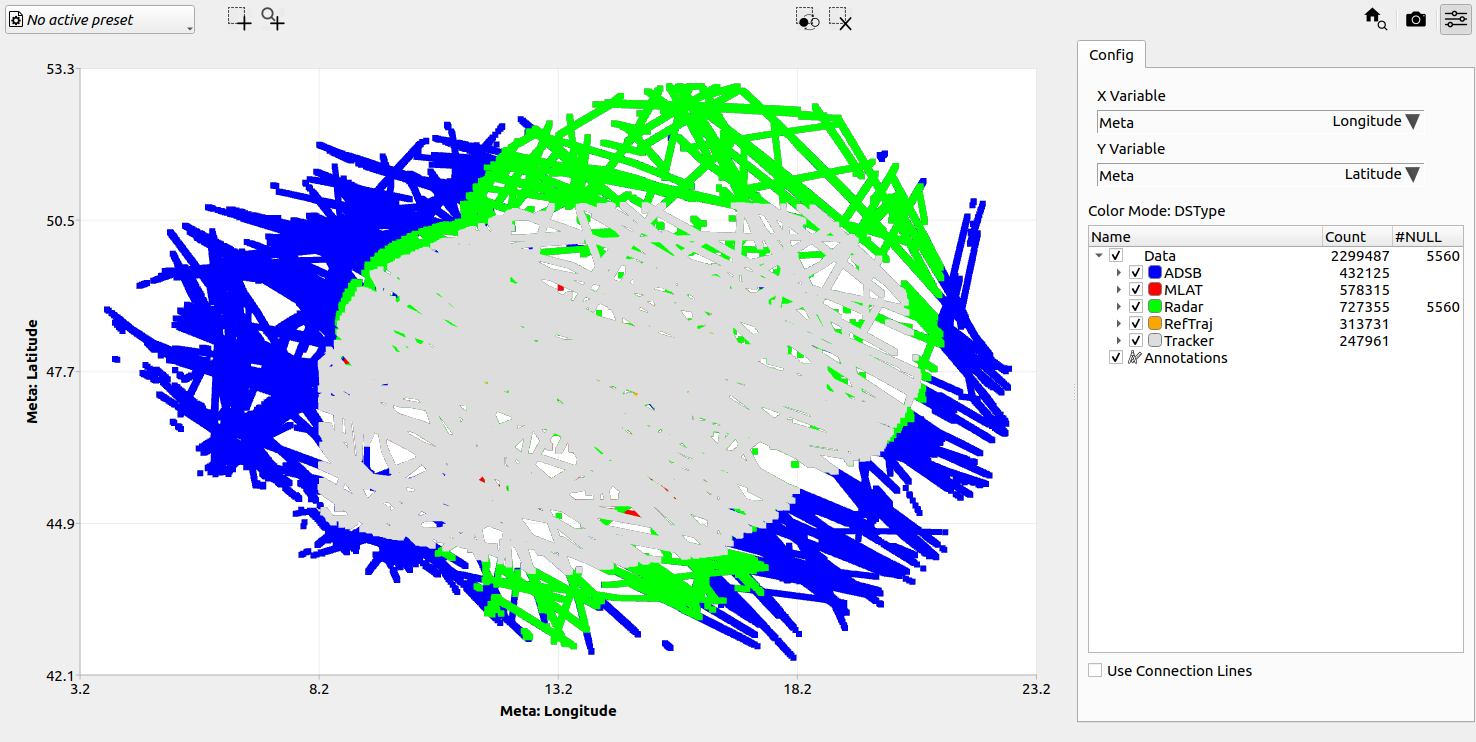 No active preset
Config
X Variable
Meta Longitude
Y Variable
Meta Latitude
Color Mode: DSType
Name Count #NULL
Data 2299487 5560
ADSB 432125
MLAT 578315
Radar 727355 5560
RefTraj 313731
Tracker 247961
Annotations
Use Connection Lines
53.3
50.5
47.7
44.9
42.1
Meta: Latitude
3.2 8.2 13.2 18.2 23.2
Meta: Longitude